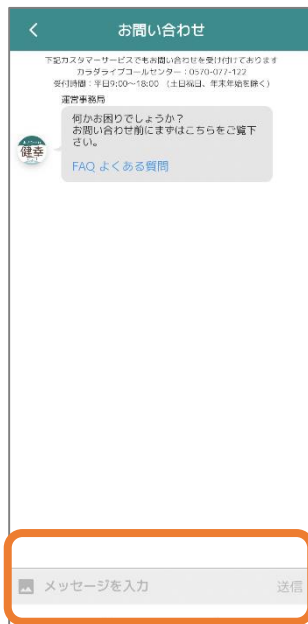 お問い合わせ
下記カスタマーサービスでもお問い合わせを受け付けております
カラダライブコールセンター：0570-077-122
受付時間：平日9:00～18:00 （土日祝日、年末年始を除く）
運営事務局
何かお困りでしょうか？
お問い合わせ前にまずはこちらをご覧下
さい。
健幸
FAQ よくある質問
メッセージを入力
送信